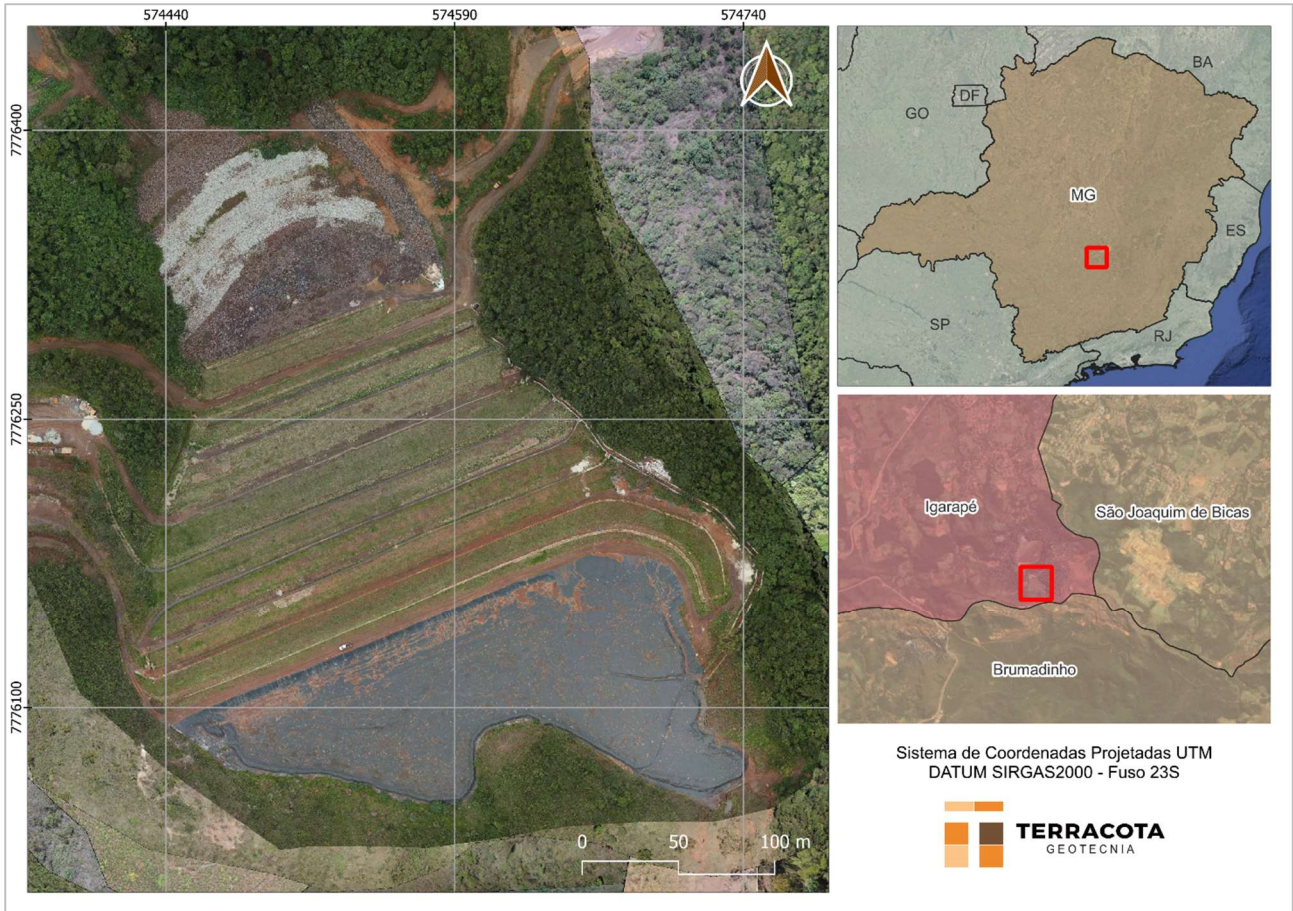 574440
574590
574740
7776400
7776250
7776100
0
50
100 m
BA
DF
GO
MG
ES
SP
RJ
Igarapé
São Joaquim de Bicas
Brumadinho
Sistema de Coordenadas Projetadas UTM
DATUM SIRGAS2000 - Fuso 23S
TERRACOTA
GEOTECNIA